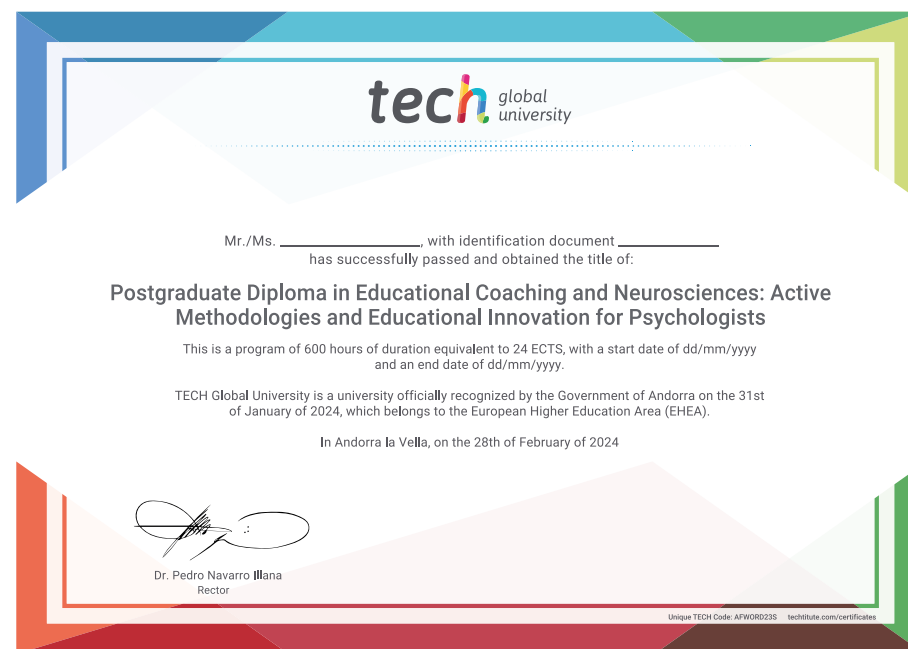 tech global
university
Mr./Ms. ____________________, with identification document ______________
has successfully passed and obtained the title of:
Postgraduate Diploma in Educational Coaching and Neurosciences: Active
Methodologies and Educational Innovation for Psychologists
This is a program of 600 hours of duration equivalent to 24 ECTS, with a start date of dd/mm/yyyy
and an end date of dd/mm/yyyy.
TECH Global University is a university officially recognized by the Government of Andorra on the 31st
of January of 2024, which belongs to the European Higher Education Area (EHEA).
In Andorra la Vella, on the 28th of February of 2024
Dr. Pedro Navarro Illana
Rector
Unique TECH Code: AFWORD23S techtitute.com/certificates